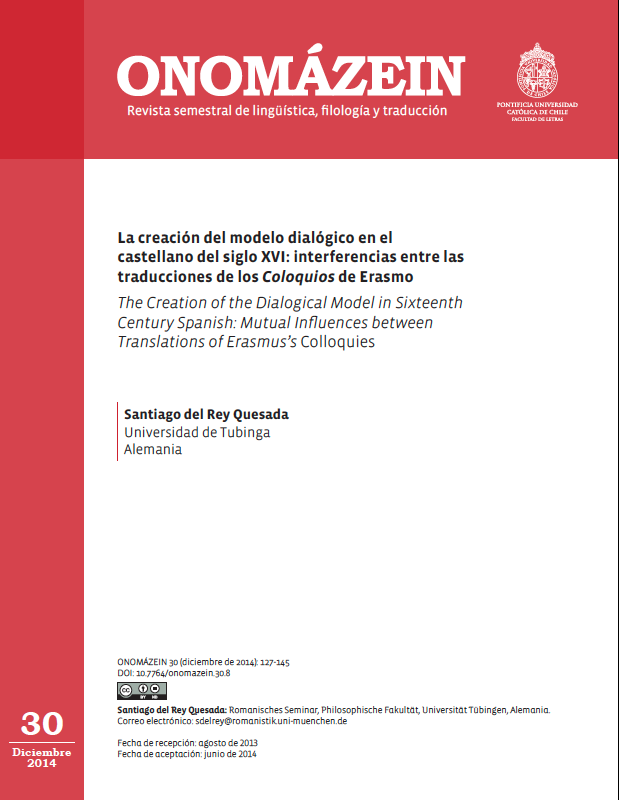 ONOMÁZEIN
Revista semestral de lingüística, filología y traducción
PONTIFICIA UNIVERSIDAD
CATÓLICA DE CHILE
FACULTAD DE LETRAS
La creación del modelo dialógico en el
castellano del siglo XVI: interferencias entre las
traducciones de los Coloquios de Erasmo
The Creation of the Dialogical Model in Sixteenth
Century Spanish: Mutual Influences between
Translations of Erasmus's Colloquies
Santiago del Rey Quesada
Universidad de Tubinga
Alemania
ONOMÁZEIN 30 (diciembre de 2014): 127-145
DOI: 10.7764/onomazein.30.8
cc
BY
Santiago del Rey Quesada: Romanisches Seminar, Philosophische Fakultät, Universität Tübingen, Alemania.
Correo electrónico: sdelrey@romanistik.uni-muenchen.de
Fecha de recepción: agosto de 2013
Fecha de aceptación: junio de 2014
30
Diciembre
2014